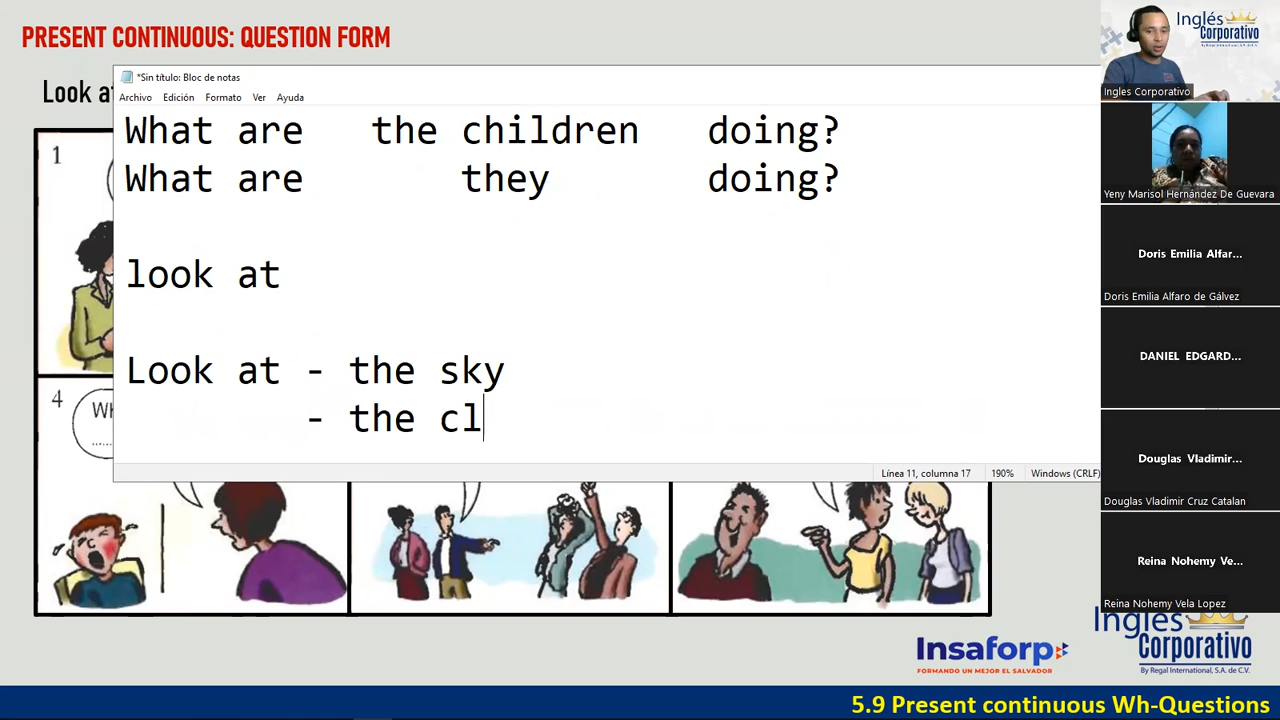 PRESENT CONTINUOUS: QUESTION FORM
Look at
*Sin título: Bloc de notas
Archivo Edición Formato Ver Ayuda
What are the children doing?
What are they doing?
look at
Look at - the sky
- the cl
Línea 11, columna 17 190% Windows (CRLF)
1
4
Wh
Inglés
Corporativo
By Regal International, S.A. de C.V.
Ingles Corporativo
Yeny Marisol Hernández De Guevara
Doris Emilia Alfar...
Doris Emilia Alfaro de Gálvez
DANIEL EDGARD...
Douglas Vladimir...
Douglas Vladimir Cruz Catalan
Reina Nohemy Ve...
Reina Nohemy Vela Lopez
Insaforp
FORMANDO UN MEJOR EL SALVADOR
Inglés
Corporativo
By Regal International, S.A. de C.V.
5.9 Present continuous Wh-Questions